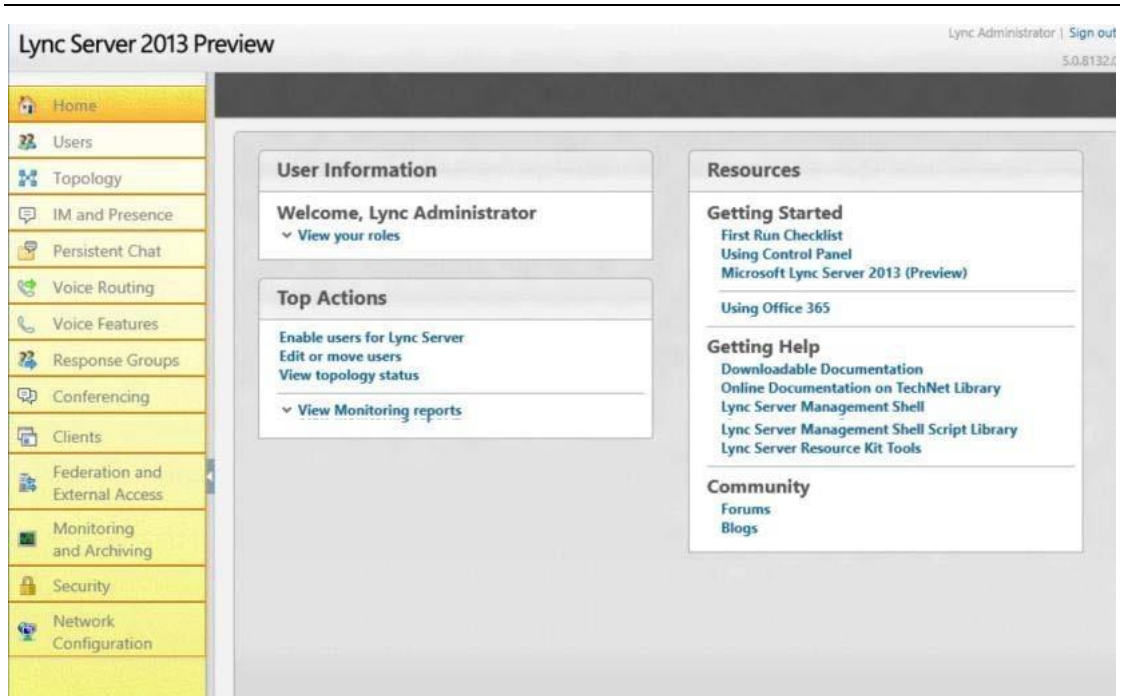 Lync Server 2013 Preview
Lync Administrator | Sign out
5.0.8132.0
Home
Users
Topology
IM and Presence
Persistent Chat
Voice Routing
Voice Features
Response Groups
Conferencing
Clients
Federation and
External Access
Monitoring
and Archiving
Security
Network
Configuration
User Information
Welcome, Lync Administrator
View your roles
Top Actions
Enable users for Lync Server
Edit or move users
View topology status
View Monitoring reports
Resources
Getting Started
First Run Checklist
Using Control Panel
Microsoft Lync Server 2013 (Preview)
Using Office 365
Getting Help
Downloadable Documentation
Online Documentation on TechNet Library
Lync Server Management Shell
Lync Server Management Shell Script Library
Lync Server Resource Kit Tools
Community
Forums
Blogs